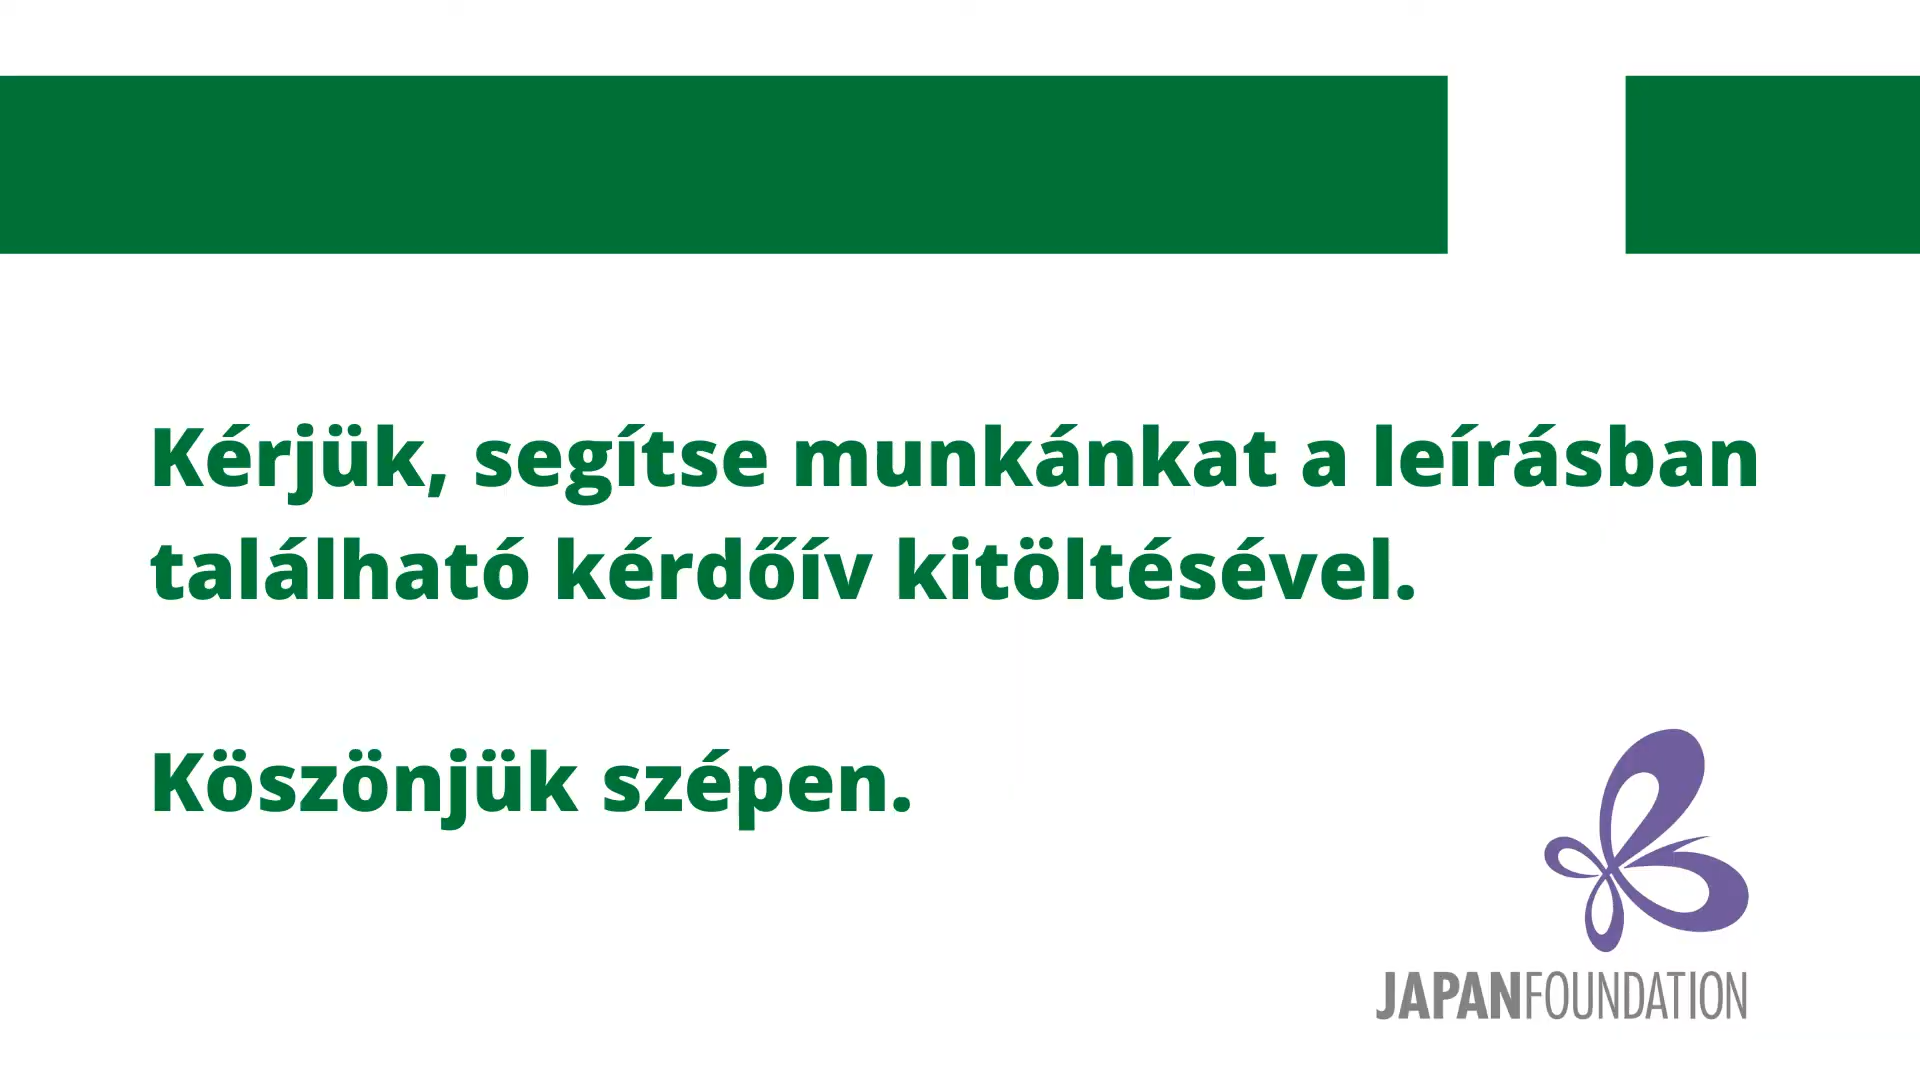 Kérjük, segítse munkánkat a leírásban
található kérdőív kitöltésével.
Köszönjük szépen.
JAPANFOUNDATION